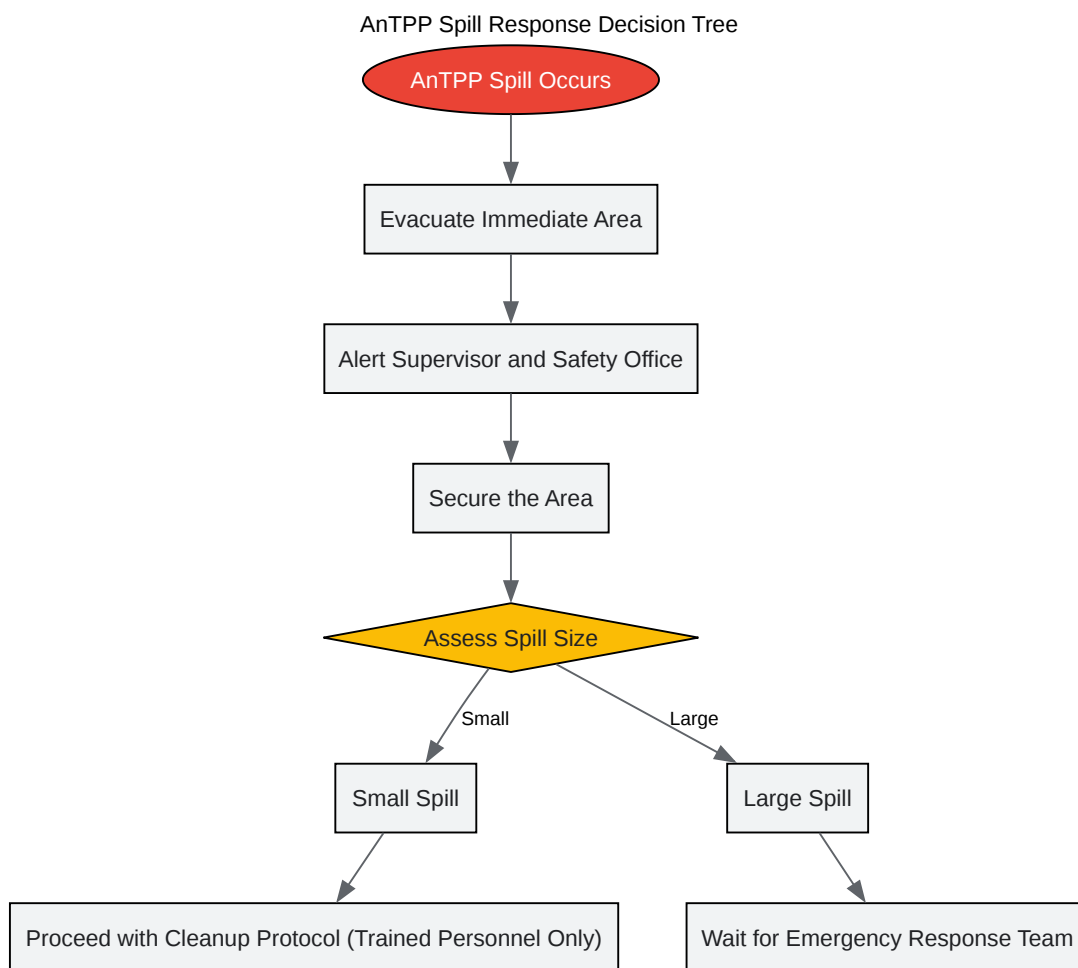 AnTPP Spill Response Decision Tree
AnTPP Spill Occurs
Evacuate Immediate Area
Alert Supervisor and Safety Office
Secure the Area
Assess Spill Size
Small
Large
Small Spill
Large Spill
Proceed with Cleanup Protocol (Trained Personnel Only)
Wait for Emergency Response Team